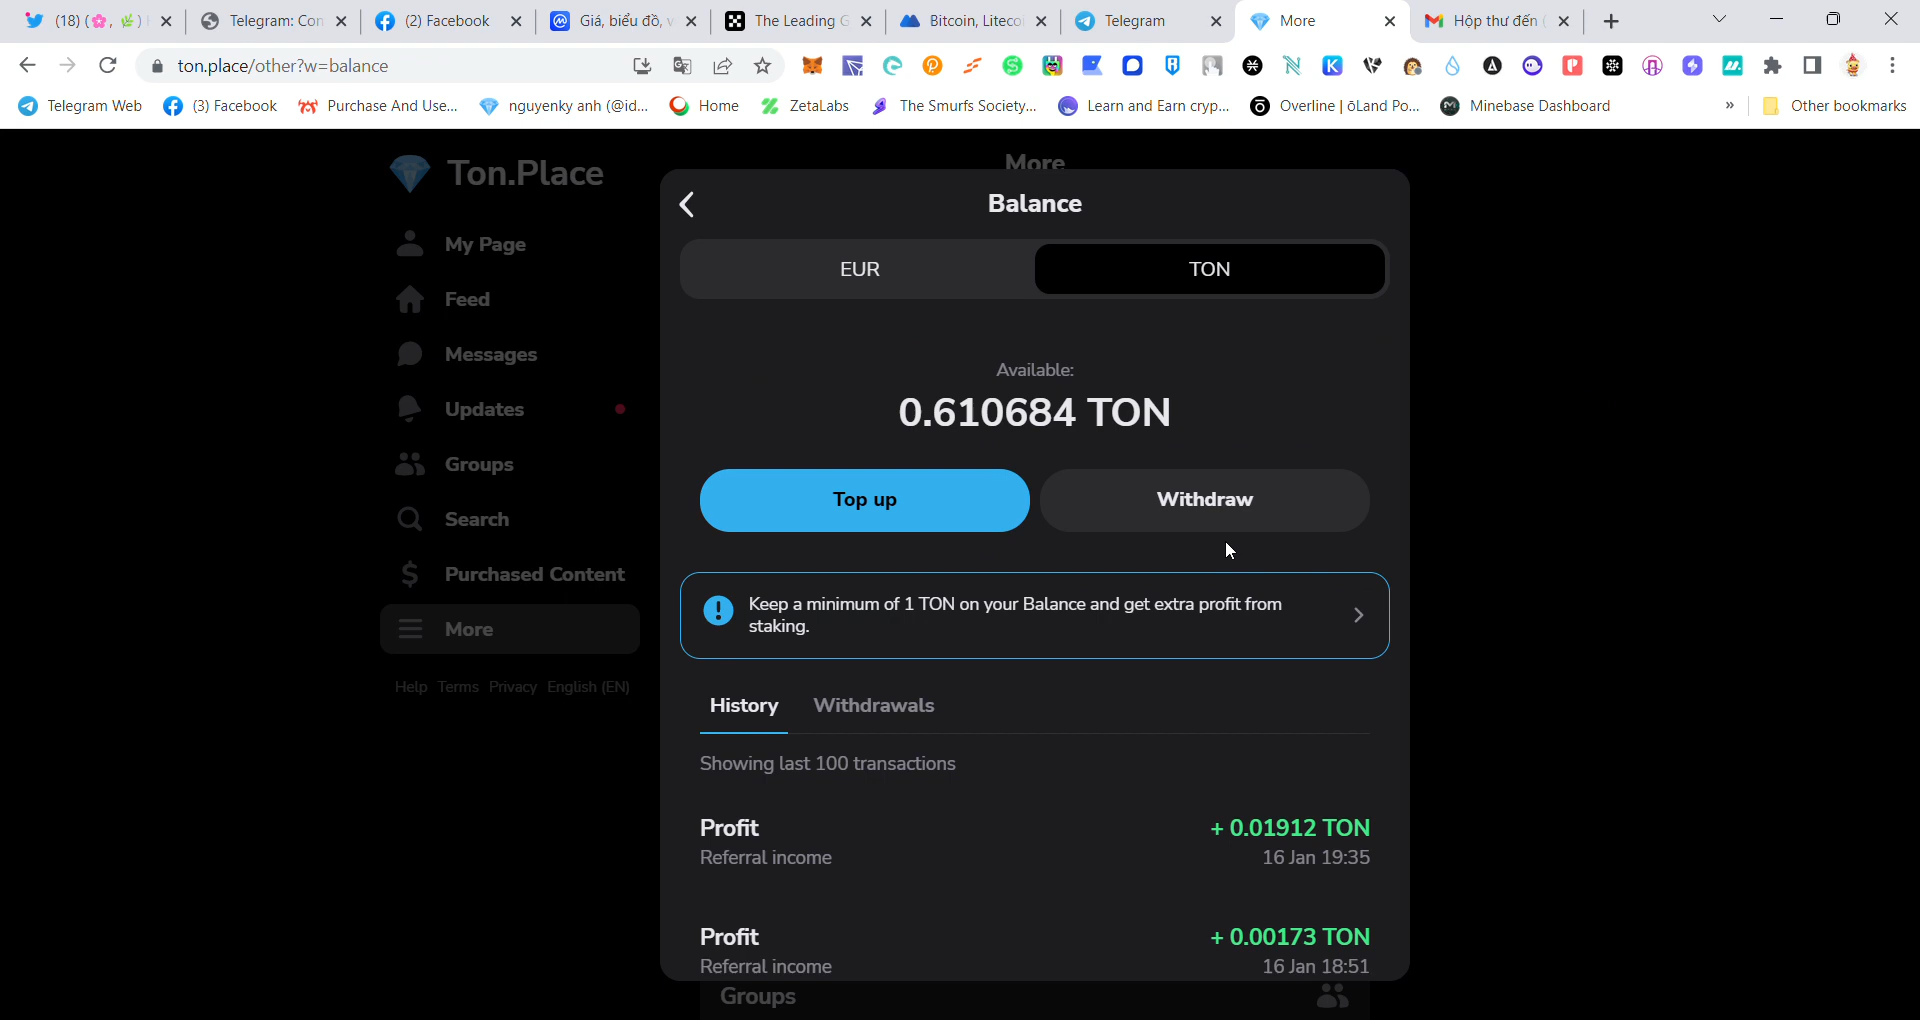 (18) (🌸, 🌿)
Telegram: Con
(2) Facebook
Giá, biểu đồ, v
The Leading G
Bitcoin, Liteco
Telegram
More
Hộp thư đến (
ton.place/other?w=balance
Telegram Web
(3) Facebook
Purchase And Use...
nguyenky anh (@id...
Home
ZetaLabs
The Smurfs Society...
Learn and Earn cryp...
Overline | ōLand Po...
Minebase Dashboard
»
Other bookmarks
Ton.Place
More
My Page
Feed
Messages
Updates
Groups
Search
Purchased Content
More
Help Terms Privacy English (EN)
Balance
EUR
TON
Available:
0.610684 TON
Top up
Withdraw
Keep a minimum of 1 TON on your Balance and get extra profit from
staking.
History
Withdrawals
Showing last 100 transactions
Profit
+ 0.01912 TON
Referral income
16 Jan 19:35
Profit
+ 0.00173 TON
Referral income
16 Jan 18:51
Groups